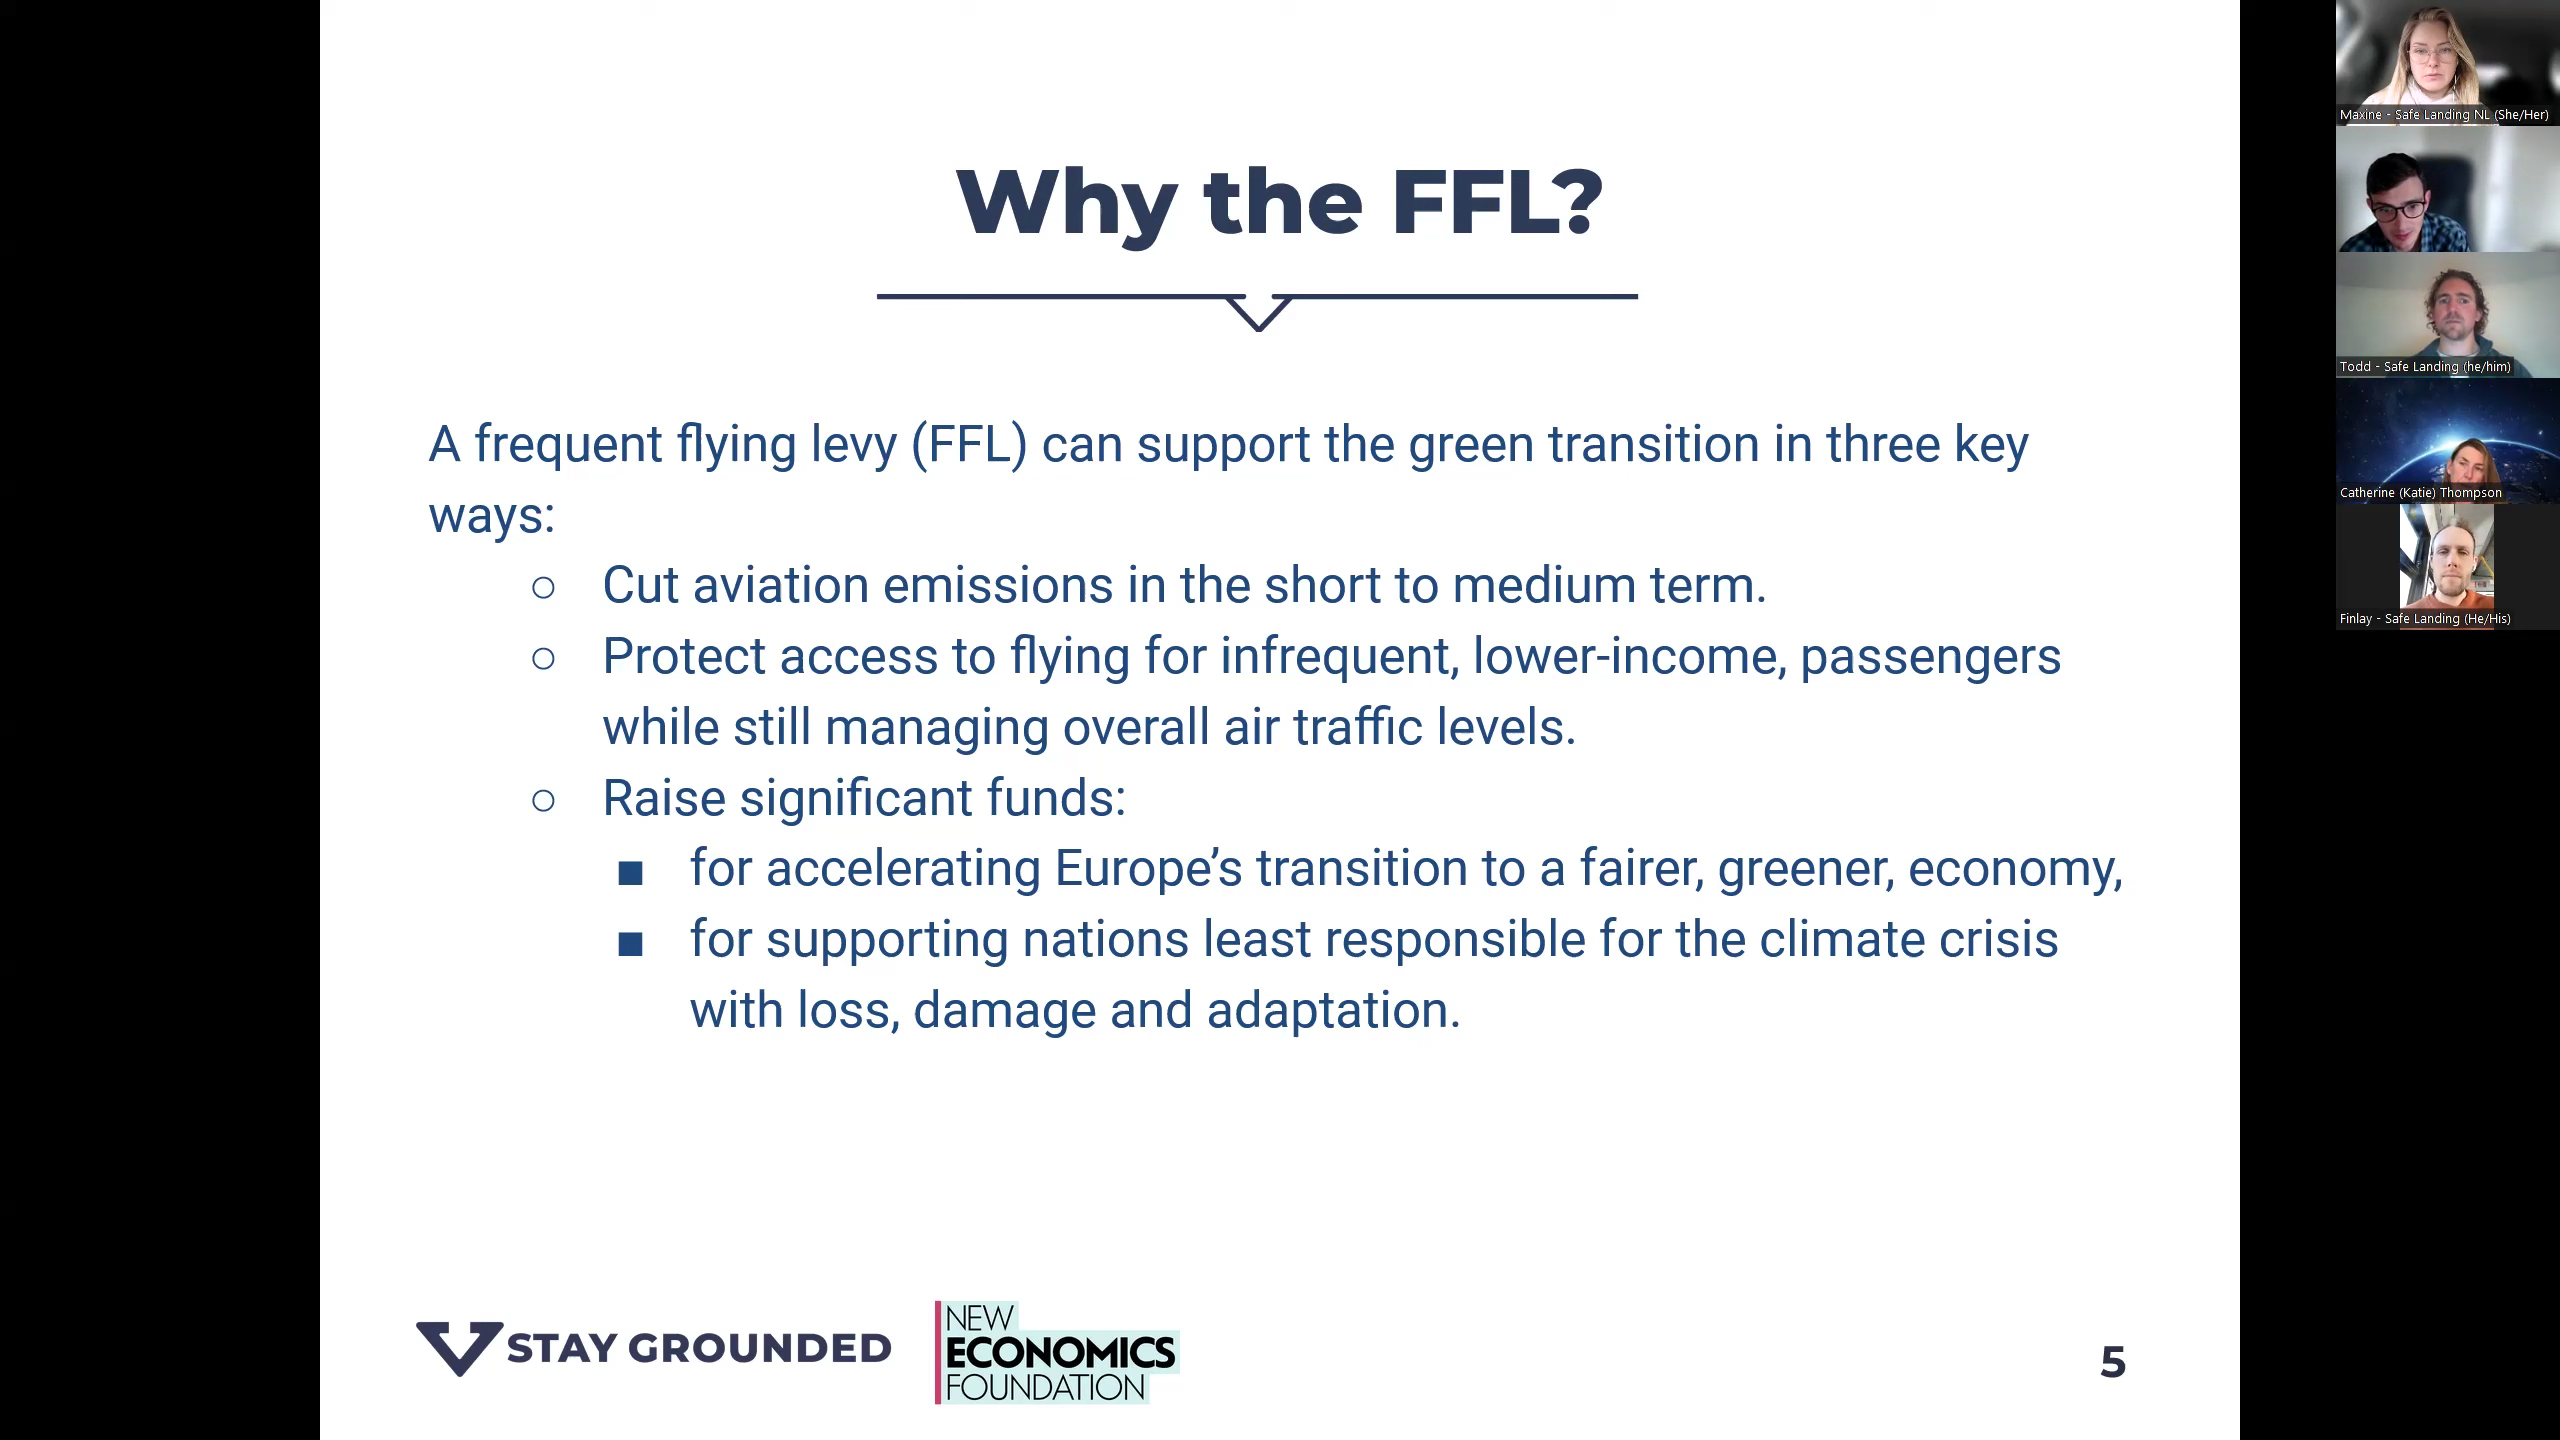 Why the FFL?
A frequent flying levy (FFL) can support the green transition in three key
ways:
○ Cut aviation emissions in the short to medium term.
○ Protect access to flying for infrequent, lower-income, passengers
while still managing overall air traffic levels.
○ Raise significant funds:
■ for accelerating Europe’s transition to a fairer, greener, economy,
■ for supporting nations least responsible for the climate crisis
with loss, damage and adaptation.
STAY GROUNDED
NEW
ECONOMICS
FOUNDATION
5
Maxine - Safe Landing NL (She/Her)
Todd - Safe Landing (he/him)
Catherine (Katie) Thompson
Finlay - Safe Landing (He/His)